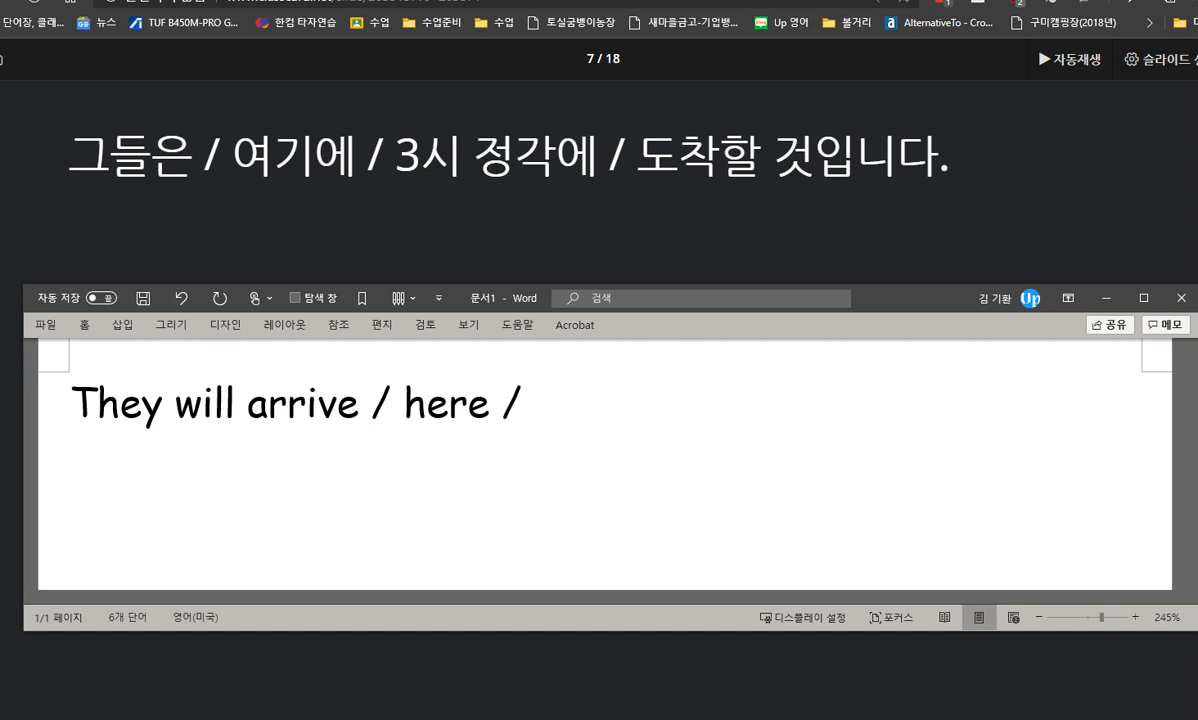 단어장, 클래... 뉴스 TUF B450M-PRO G... 한컴 타자연습 수업 수업준비 수업 토실굼벵이농장 새마을금고-기업뱅... Up 영어 볼거리 AlternativeTo - Cro... 구미캠핑장(2018년)
7 / 18 자동재생 슬라이드
그들은 / 여기에 / 3시 정각에 / 도착할 것입니다.
자동 저장 끔 탐색 창 문서1 - Word 검색 김 기환 Up
파일 홈 삽입 그리기 디자인 레이아웃 참조 편지 검토 보기 도움말 Acrobat 공유 메모
They will arrive / here /
1/1 페이지 6개 단어 영어(미국) 디스플레이 설정 포커스 245%